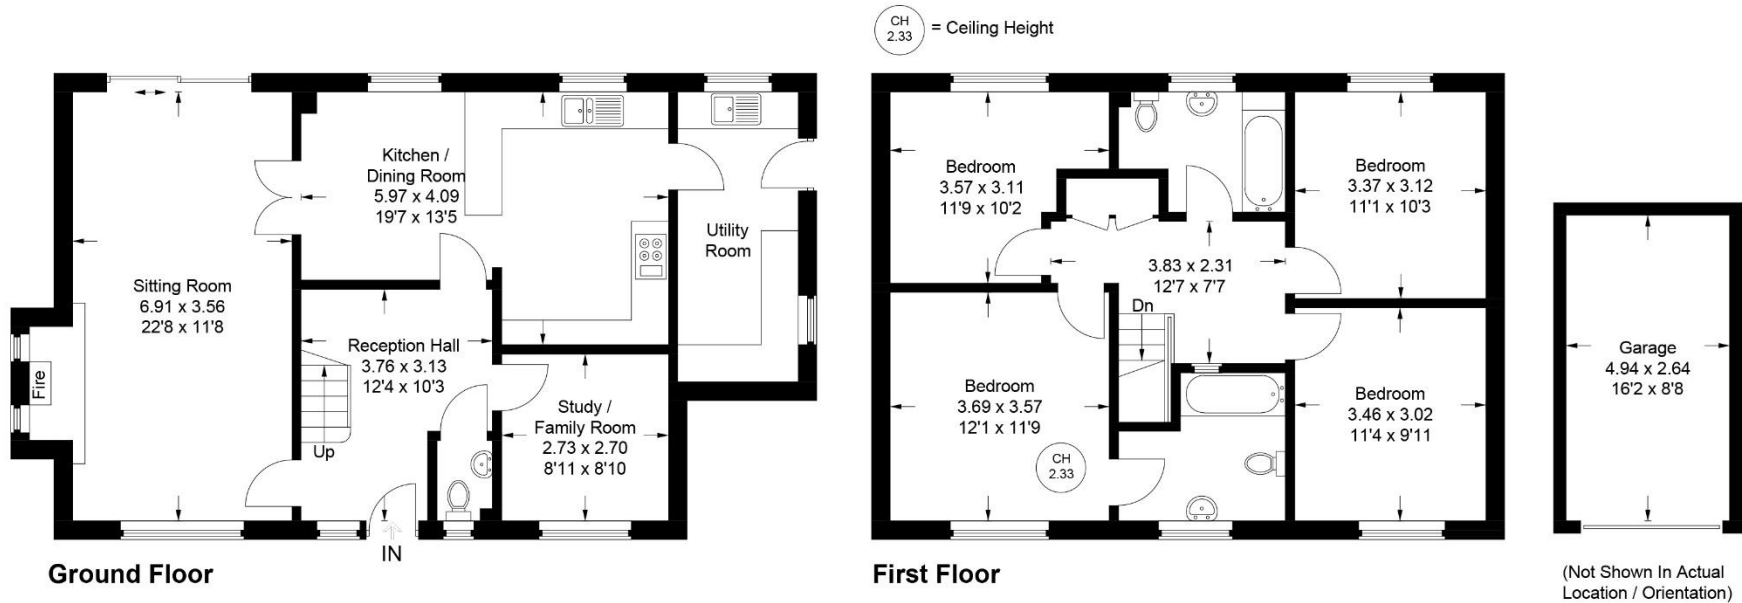 CH
2.33
= Ceiling Height
Kitchen /
Dining Room
5.97 x 4.09
19'7 x 13'5
Utility
Room
Sitting Room
6.91 x 3.56
22'8 x 11'8
Fire
Reception Hall
3.76 x 3.13
12'4 x 10'3
Up
Study /
Family Room
2.73 x 2.70
8'11 x 8'10
IN
Ground Floor
Bedroom
3.57 x 3.11
11'9 x 10'2
Bedroom
3.37 x 3.12
11'1 x 10'3
3.83 x 2.31
12'7 x 7'7
Dn
Bedroom
3.69 x 3.57
12'1 x 11'9
CH
2.33
Bedroom
3.46 x 3.02
11'4 x 9'11
First Floor
Garage
4.94 x 2.64
16'2 x 8'8
(Not Shown In Actual
Location / Orientation)